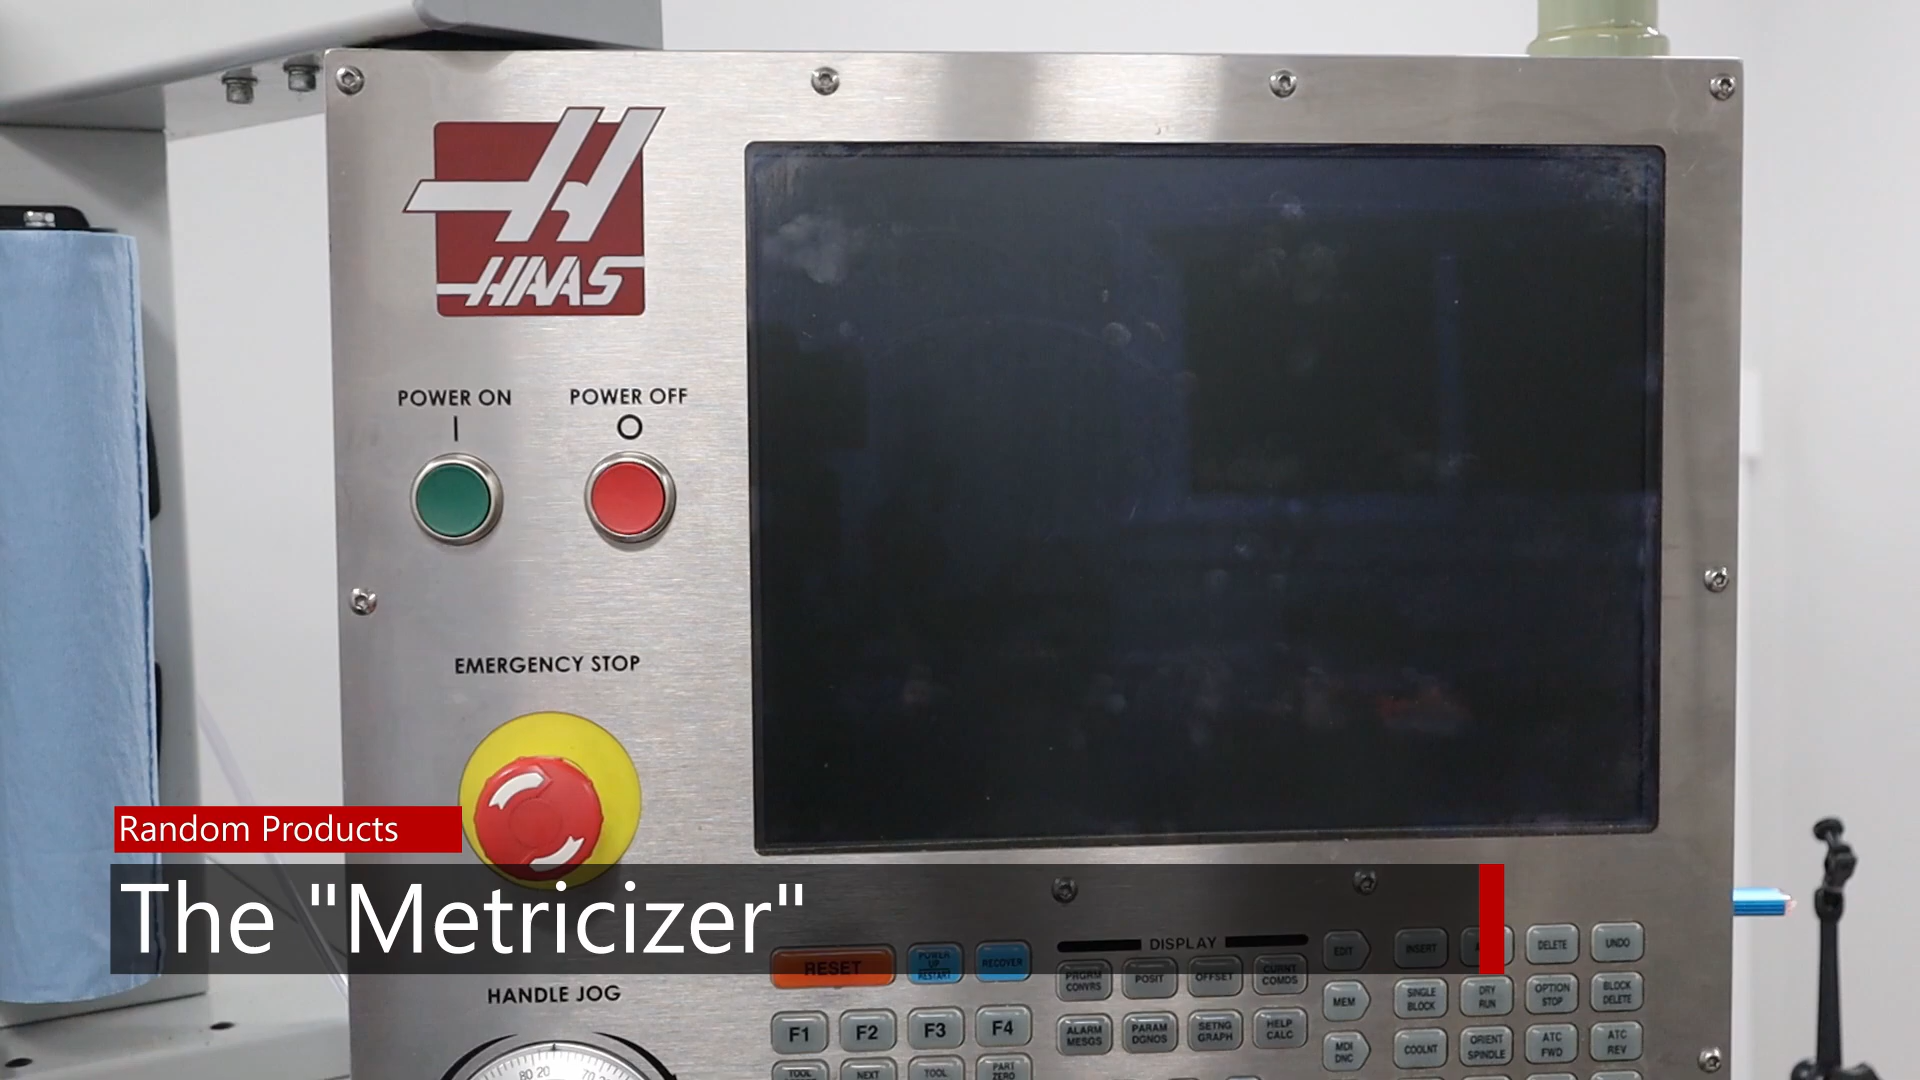 HAAS
POWER ON
POWER OFF
I
O
EMERGENCY STOP
Random Products
The "Metricizer"
HANDLE JOG
80 20
70
RESET
POWER UP RESTART
RECOVER
F1
F2
F3
F4
TOOL
NEXT
TOOL
PART ZERO
DISPLAY
PRGRM CONVRS
POSIT
OFFSET
CURNT COMDS
ALARM MESGS
PARAM DGNOS
SETNG GRAPH
HELP CALC
EDIT
INSERT
DELETE
UNDO
MEM
SINGLE BLOCK
DRY RUN
OPTION STOP
BLOCK DELETE
MDI DNC
COOLNT
ORIENT SPINDLE
ATC FWD
ATC REV